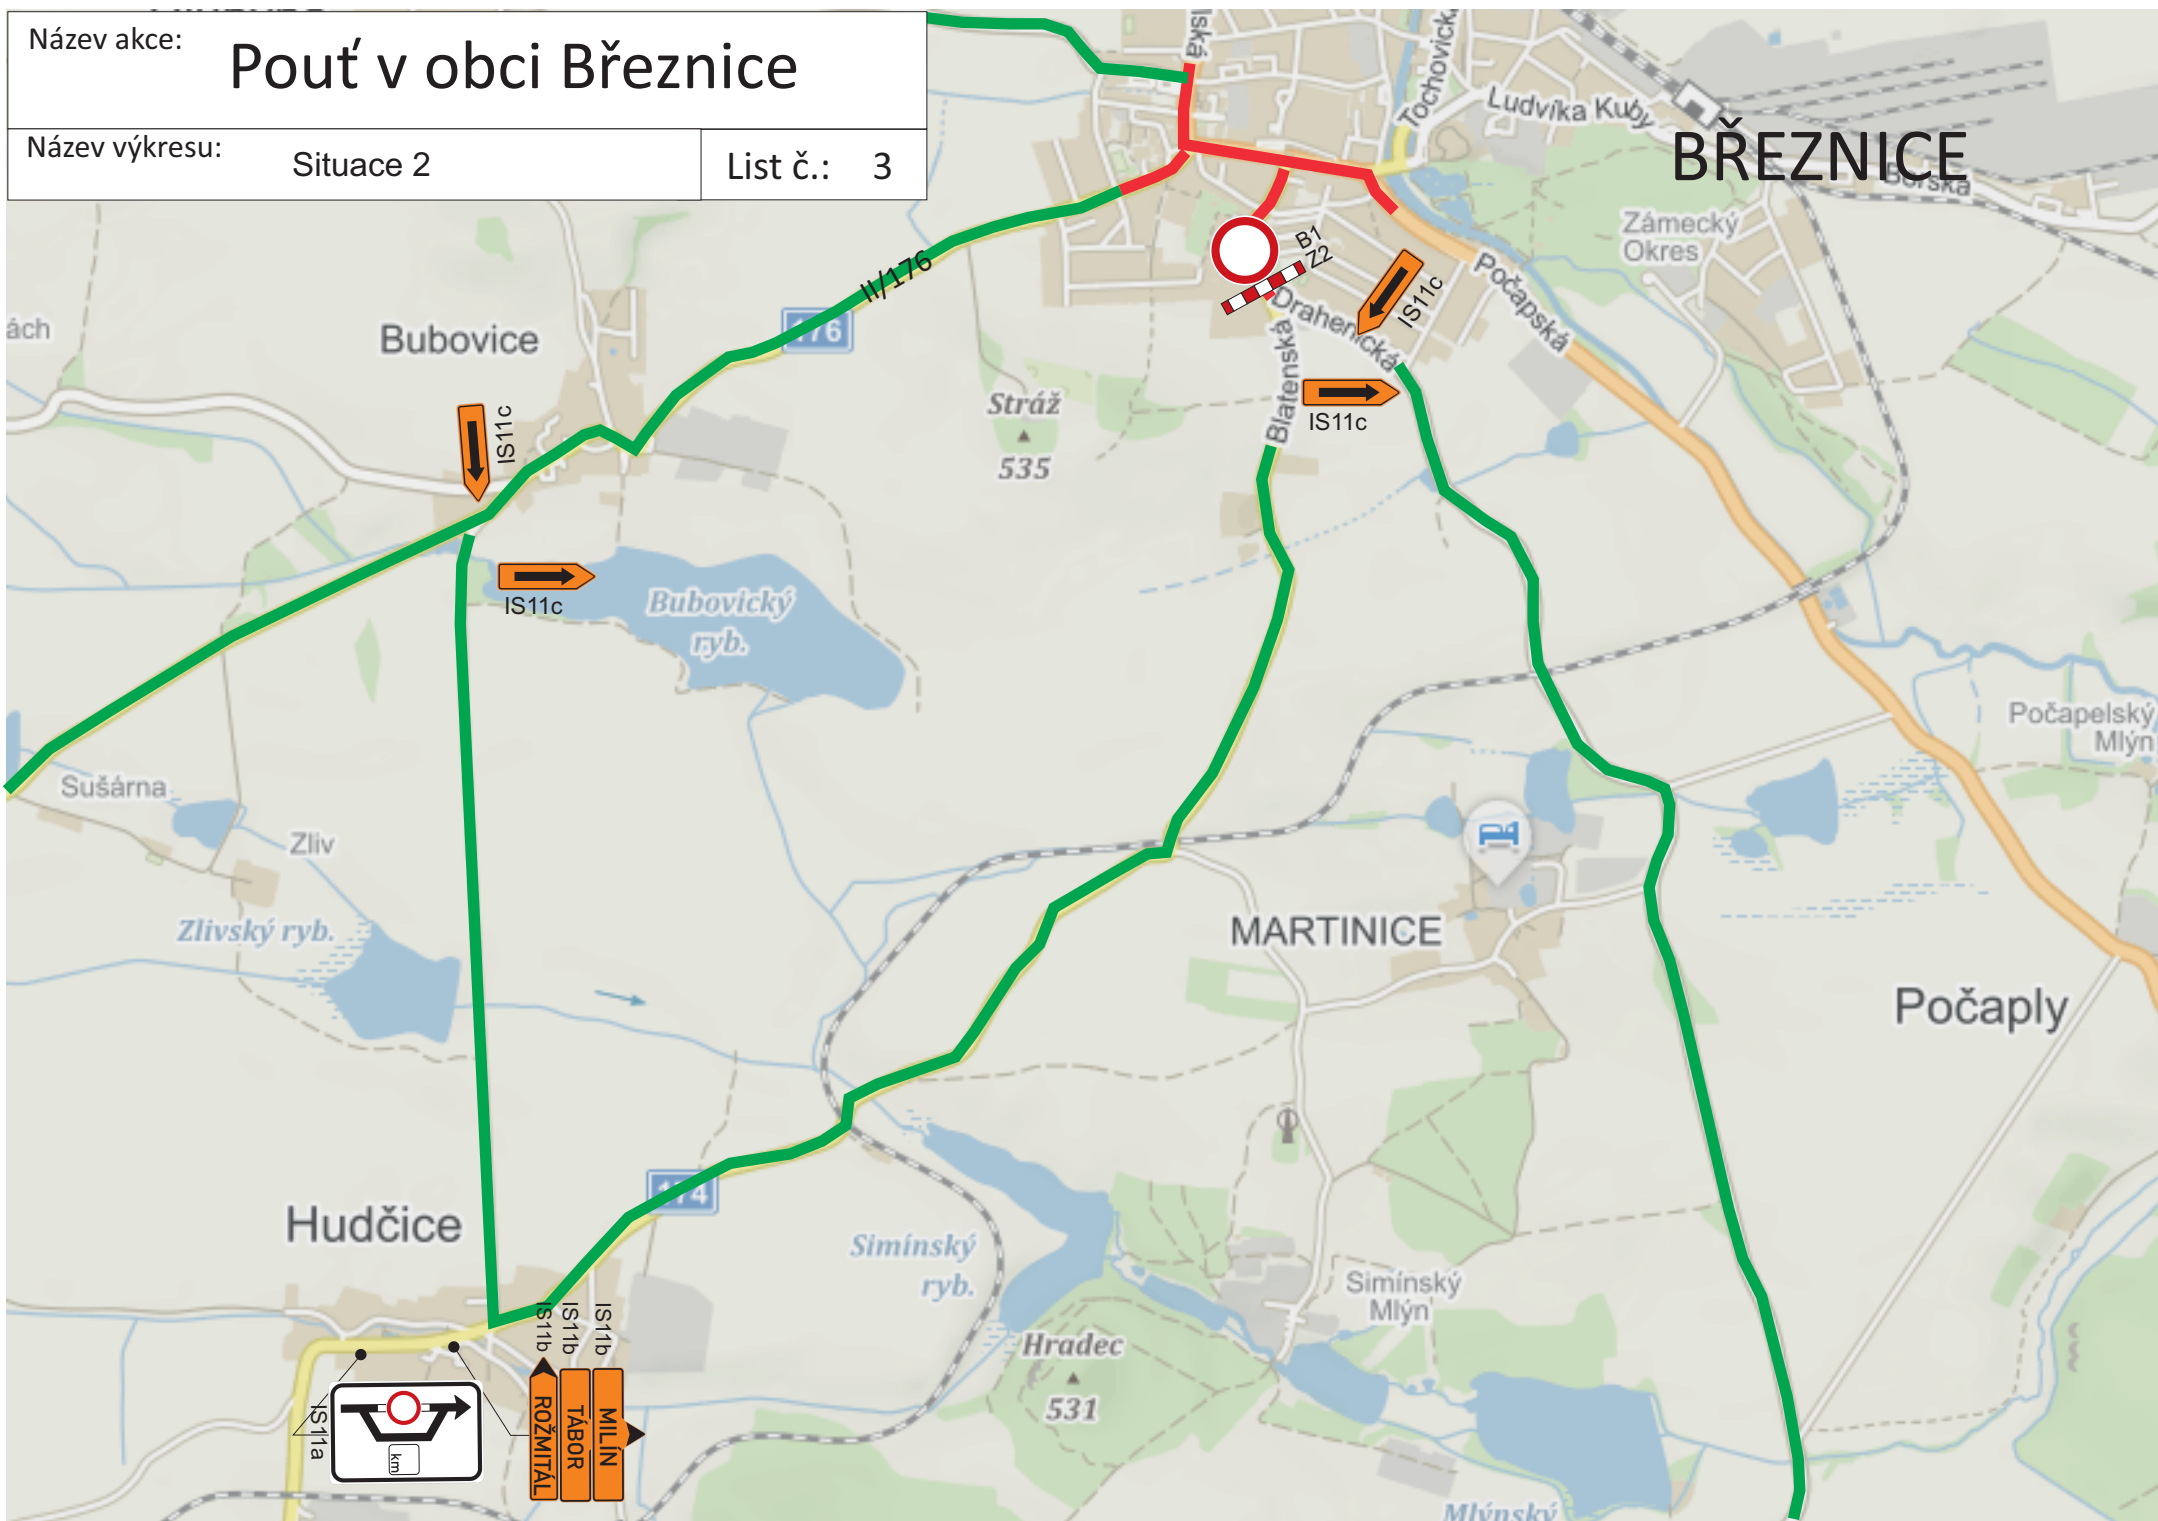 Název akce:
Pouť v obci Březnice
Název výkresu:
Situace 2
List č.: 3
Tochovická
Ludvíka Kuby
BŘEZNICE
Borská
Zámecký
Okres
II/176
176
B1
Z2
IS11c
Počapská
Drahenická
Blatenská
IS11c
ách
Bubovice
IS11c
Stráž
535
IS11c
Bubovický
ryb.
Počapelský
Mlýn
Sušárna
Zliv
Zlivský ryb.
MARTINICE
Počaply
174
Hudčice
Simínský
ryb.
Simínský
Mlýn
Hradec
531
IS11b
IS11b
IS11b
ROŽMITÁL
TÁBOR
MILÍN
IS11a
km
Mlýnský